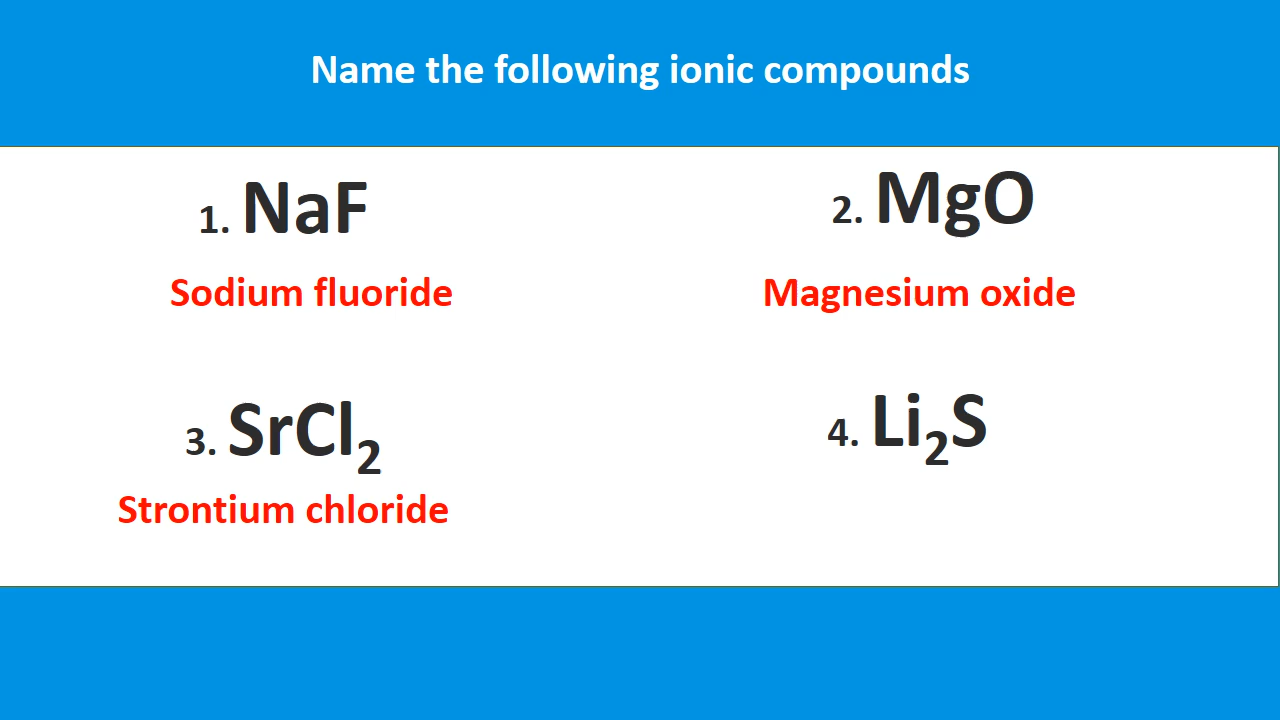 Name the following ionic compounds
1. NaF
2. MgO
Sodium fluoride
Magnesium oxide
3. SrCl₂
4. Li₂S
Strontium chloride